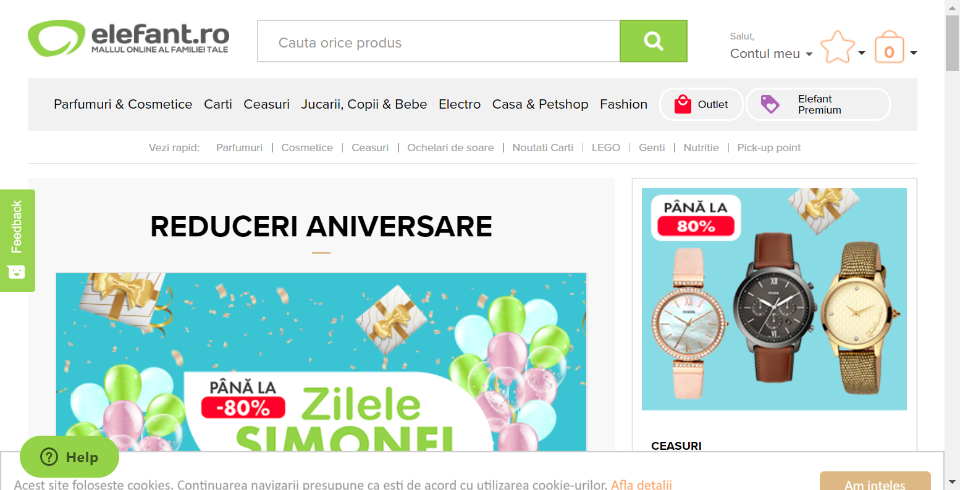 elefant.ro
MALLUL ONLINE AL FAMILIEI TALE
Cauta orice produs
Salut,
Contul meu
0
Parfumuri & Cosmetice Carti Ceasuri Jucarii, Copii & Bebe Electro Casa & Petshop Fashion Outlet Elefant Premium
Vezi rapid: Parfumuri | Cosmetice | Ceasuri | Ochelari de soare | Noutati Carti | LEGO | Genti | Nutritie | Pick-up point
Feedback
REDUCERI ANIVERSARE
PÂNĂ LA
-80%
Zilele
SIMONEI
PÂNĂ LA
80%
FOSSIL
FOSSIL
CEASURI
Help
Acest site foloseste cookies. Continuarea navigarii presupune ca esti de acord cu utilizarea cookie-urilor. Afla detalii
Am inteles